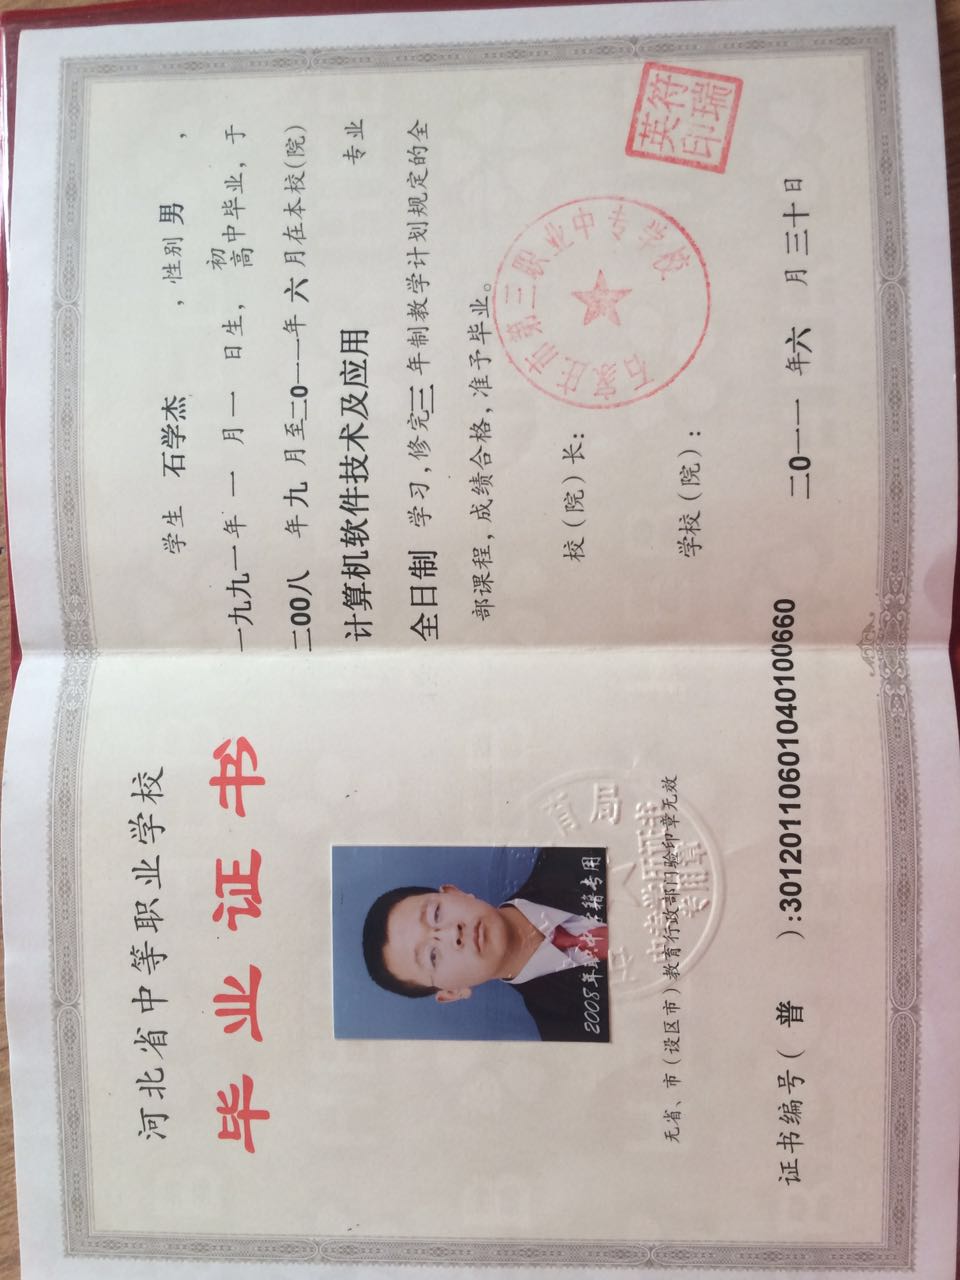 河北省中等职业学校
毕业证书
2008年职中学籍专用
无省、市(设区市)教育行政部门验印章无效
证书编号(普):301201106010401006​60
学生 石学杰 ,性别 男 ,
一九九一年一月一日生,初高中毕业,于
二00八年九月至二0一一年六月在本校(院)
计算机软件技术及应用 专业
全日制 学习,修完三年制教学计划规定的全
部课程,成绩合格,准予毕业。
校(院)长:
符瑞英印
学校(院):
石家庄市第三职业中专学校
二0一一年六月三十日